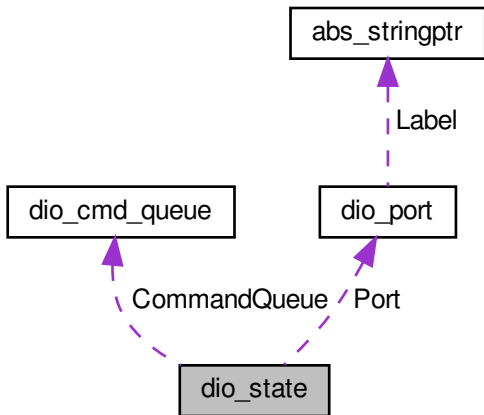 abs_stringptr
Label
dio_cmd_queue
dio_port
CommandQueue
Port
dio_state